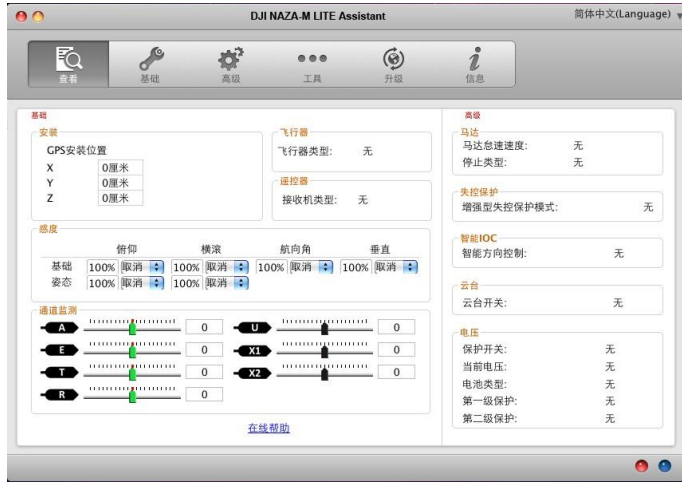 DJI NAZA-M LITE Assistant
简体中文(Language)
查看
基础
高级
工具
升级
信息
基础
安装
GPS安装位置
X 0厘米
Y 0厘米
Z 0厘米
飞行器
飞行器类型: 无
遥控器
接收机类型: 无
感度
俯仰 横滚 航向角 垂直
基础 100% 取消 100% 取消 100% 取消 100% 取消
姿态 100% 取消 100% 取消
通道监测
A 0 U 0
E 0 X1 0
T 0 X2 0
R 0
在线帮助
高级
马达
马达怠速速度: 无
停止类型: 无
失控保护
增强型失控保护模式: 无
智能IOC
智能方向控制: 无
云台
云台开关: 无
电压
保护开关: 无
当前电压: 无
电池类型: 无
第一级保护: 无
第二级保护: 无